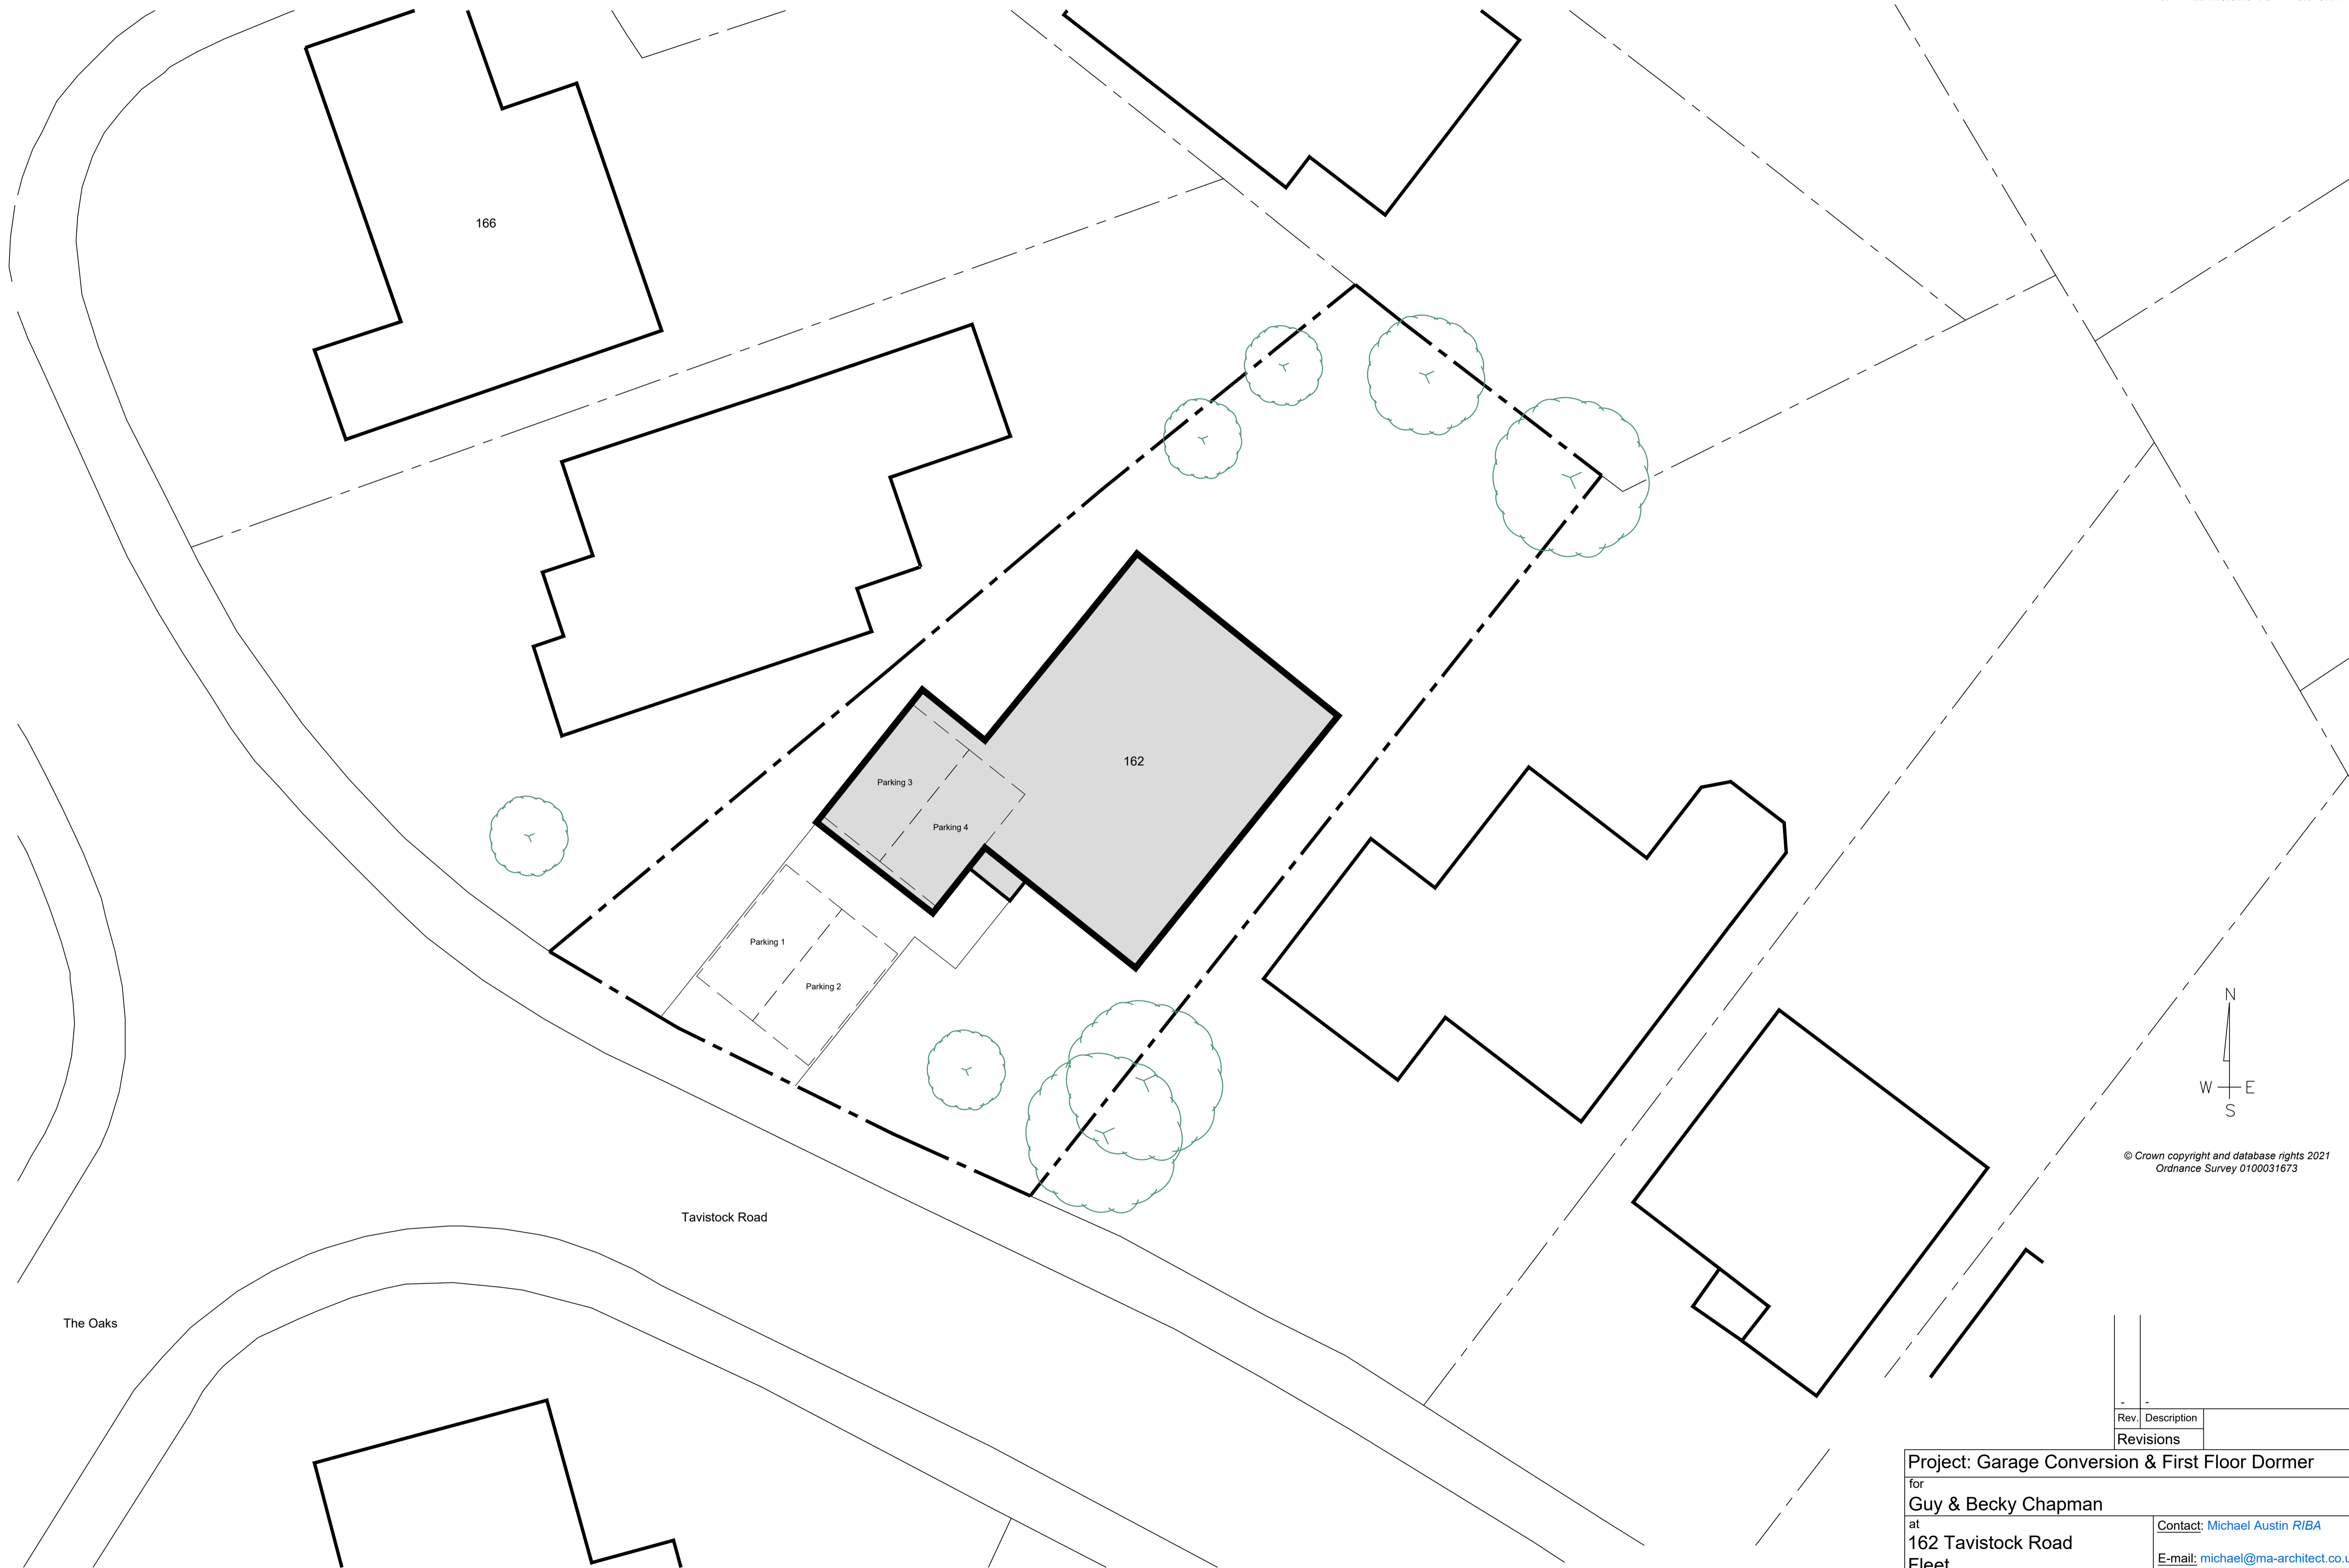 166
162
Parking 3
Parking 4
Parking 1
Parking 2
Tavistock Road
The Oaks
N
W E
S
© Crown copyright and database rights 2021
Ordnance Survey 0100031673
- -
Rev. Description
Revisions
Project: Garage Conversion & First Floor Dormer
for
Guy & Becky Chapman
at
162 Tavistock Road
Fleet
Contact: Michael Austin RIBA
E-mail: michael@ma-architect.co.u